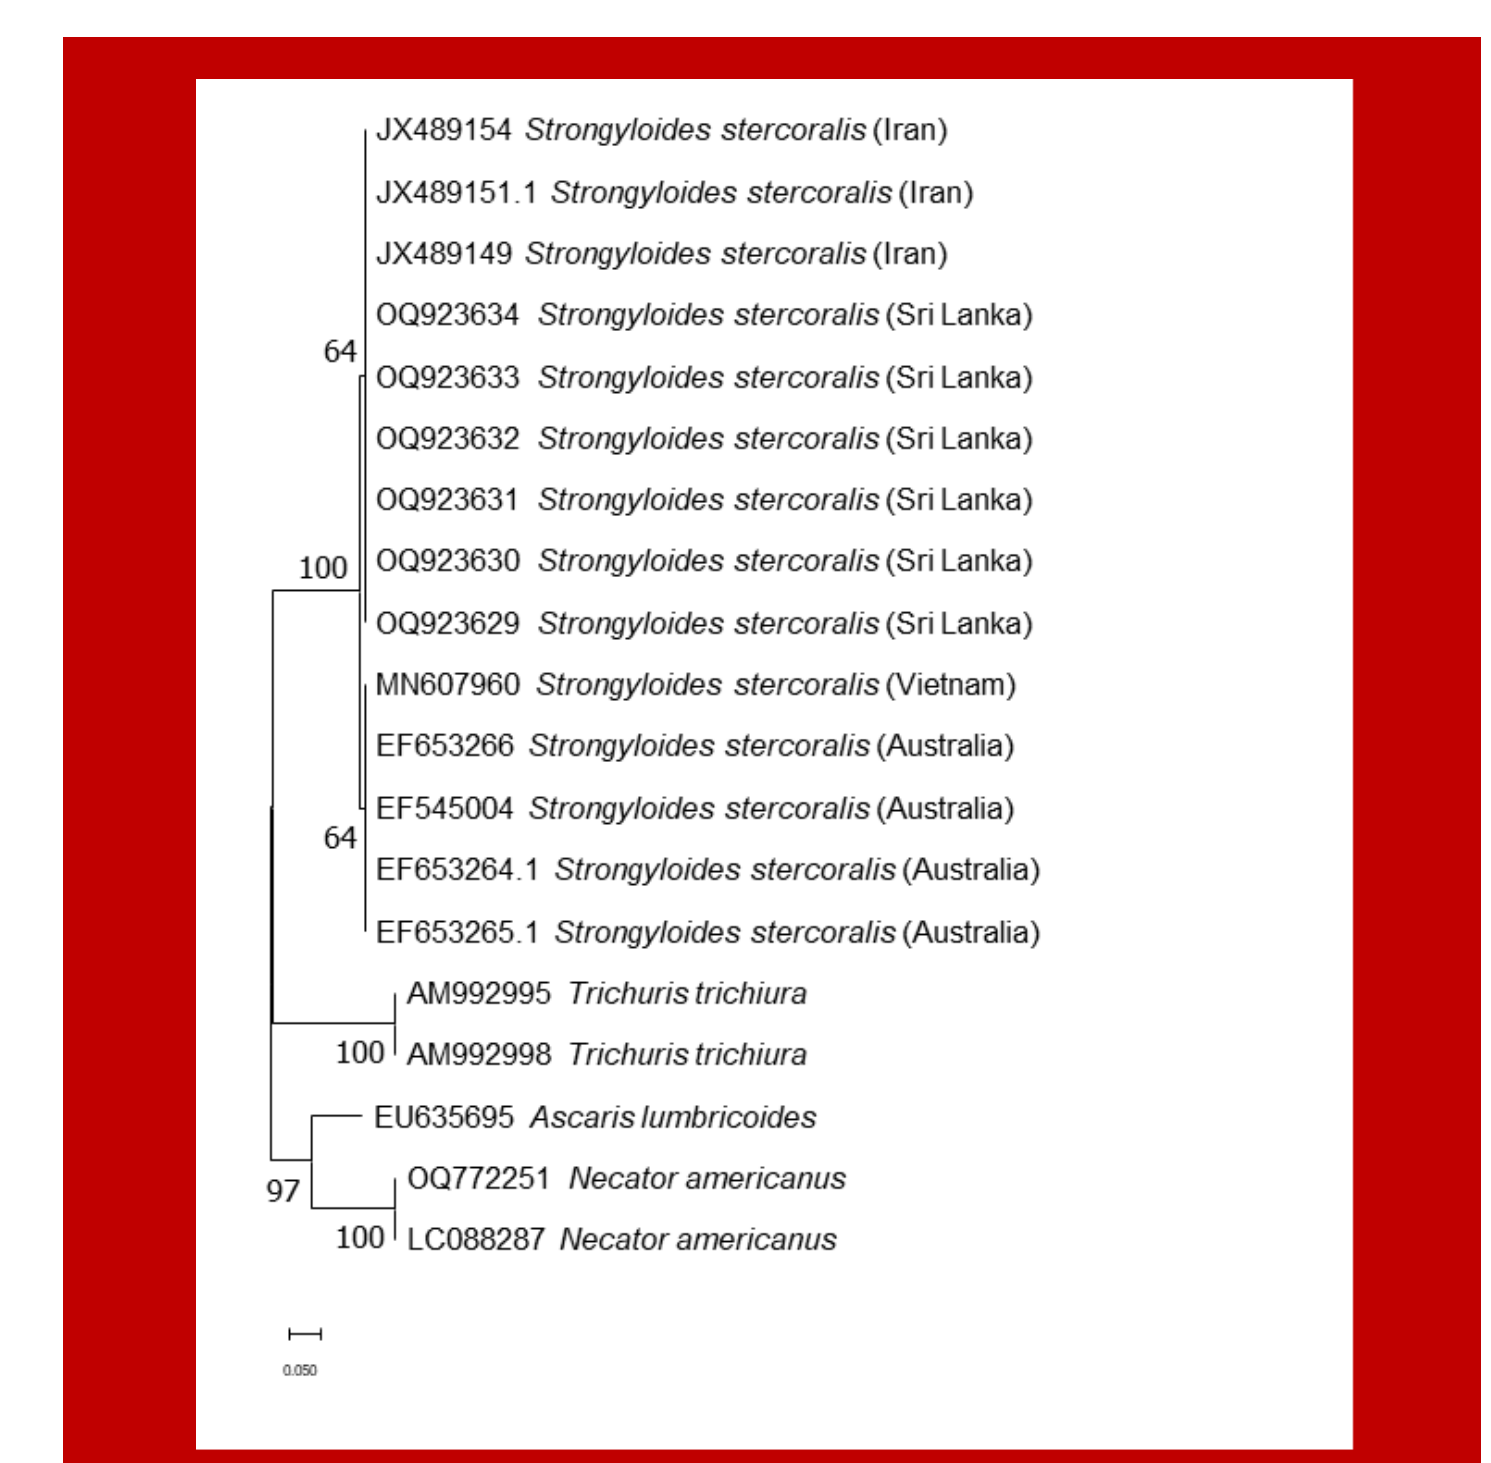 JX489154 Strongyloides stercoralis (Iran)
JX489151.1 Strongyloides stercoralis (Iran)
JX489149 Strongyloides stercoralis (Iran)
OQ923634 Strongyloides stercoralis (Sri Lanka)
64
OQ923633 Strongyloides stercoralis (Sri Lanka)
OQ923632 Strongyloides stercoralis (Sri Lanka)
OQ923631 Strongyloides stercoralis (Sri Lanka)
100
OQ923630 Strongyloides stercoralis (Sri Lanka)
OQ923629 Strongyloides stercoralis (Sri Lanka)
MN607960 Strongyloides stercoralis (Vietnam)
EF653266 Strongyloides stercoralis (Australia)
EF545004 Strongyloides stercoralis (Australia)
64
EF653264.1 Strongyloides stercoralis (Australia)
EF653265.1 Strongyloides stercoralis (Australia)
AM992995 Trichuris trichiura
100 AM992998 Trichuris trichiura
EU635695 Ascaris lumbricoides
OQ772251 Necator americanus
97
100 LC088287 Necator americanus
0.050